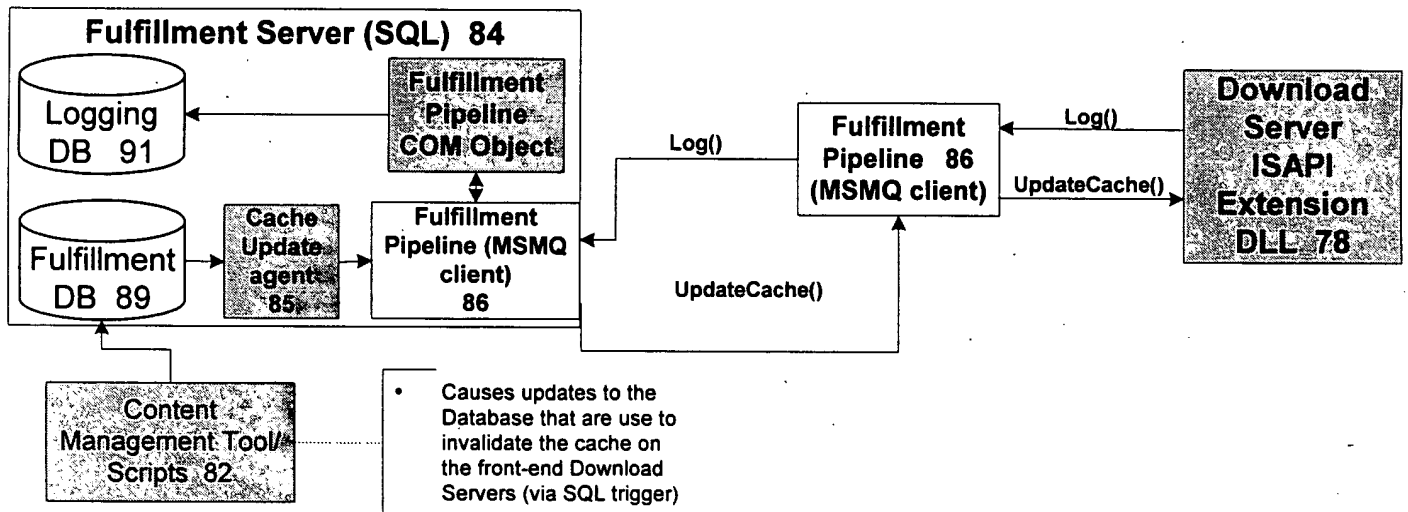 Fulfillment Server (SQL) 84
Logging
DB 91
Fulfillment
Pipeline
COM Object
Fulfillment
DB 89
Cache
Update
agent
85
Fulfillment
Pipeline (MSMQ
client)
86
Log()
UpdateCache()
Fulfillment
Pipeline 86
(MSMQ client)
Log()
UpdateCache()
Download
Server
ISAPI
Extension
DLL 78
Content
Management Tool/
Scripts 82
• Causes updates to the
Database that are use to
invalidate the cache on
the front-end Download
Servers (via SQL trigger)